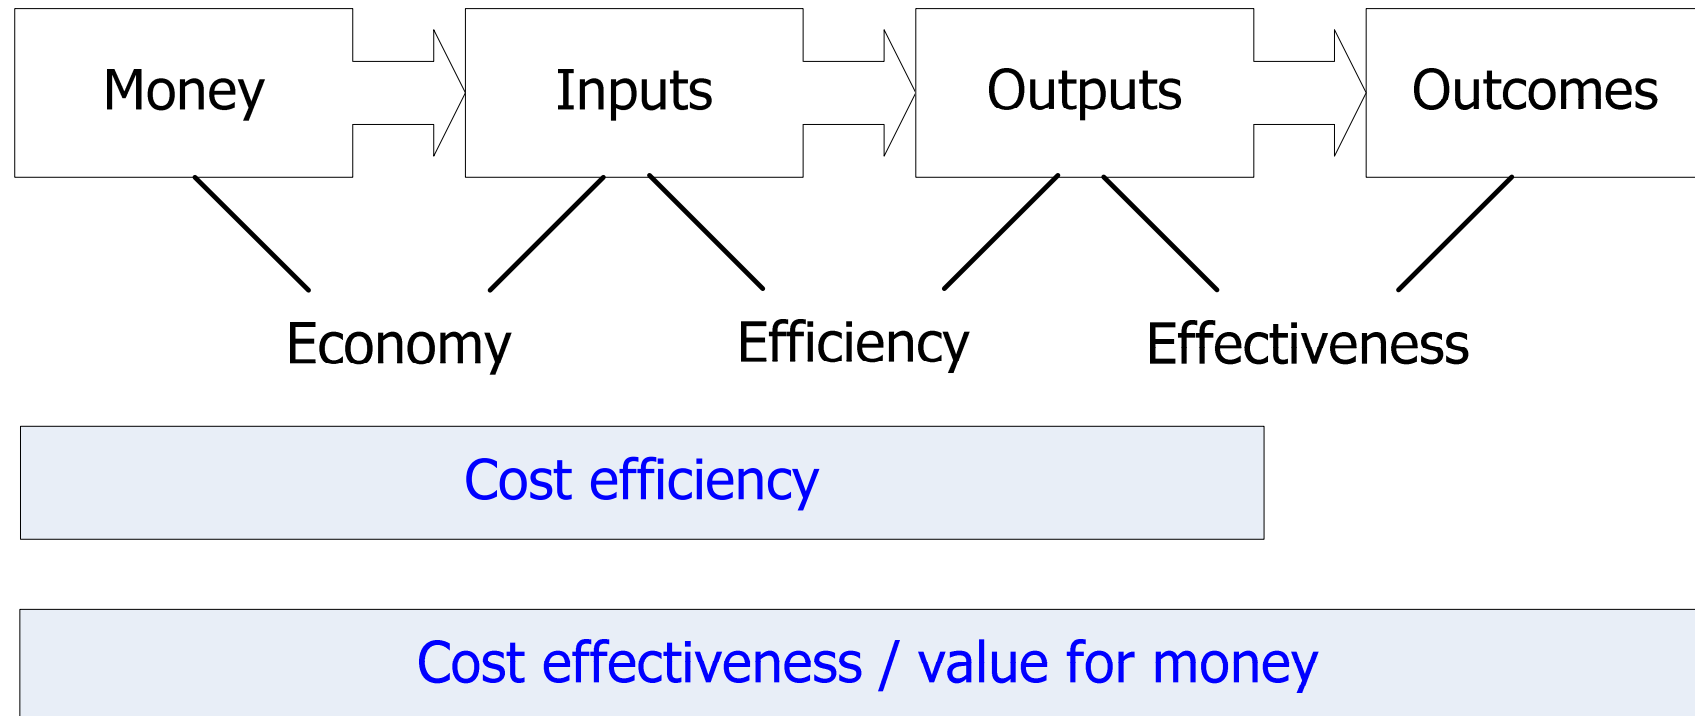 Money
Inputs
Outputs
Outcomes
Economy
Efficiency
Effectiveness
Cost efficiency
Cost effectiveness / value for money